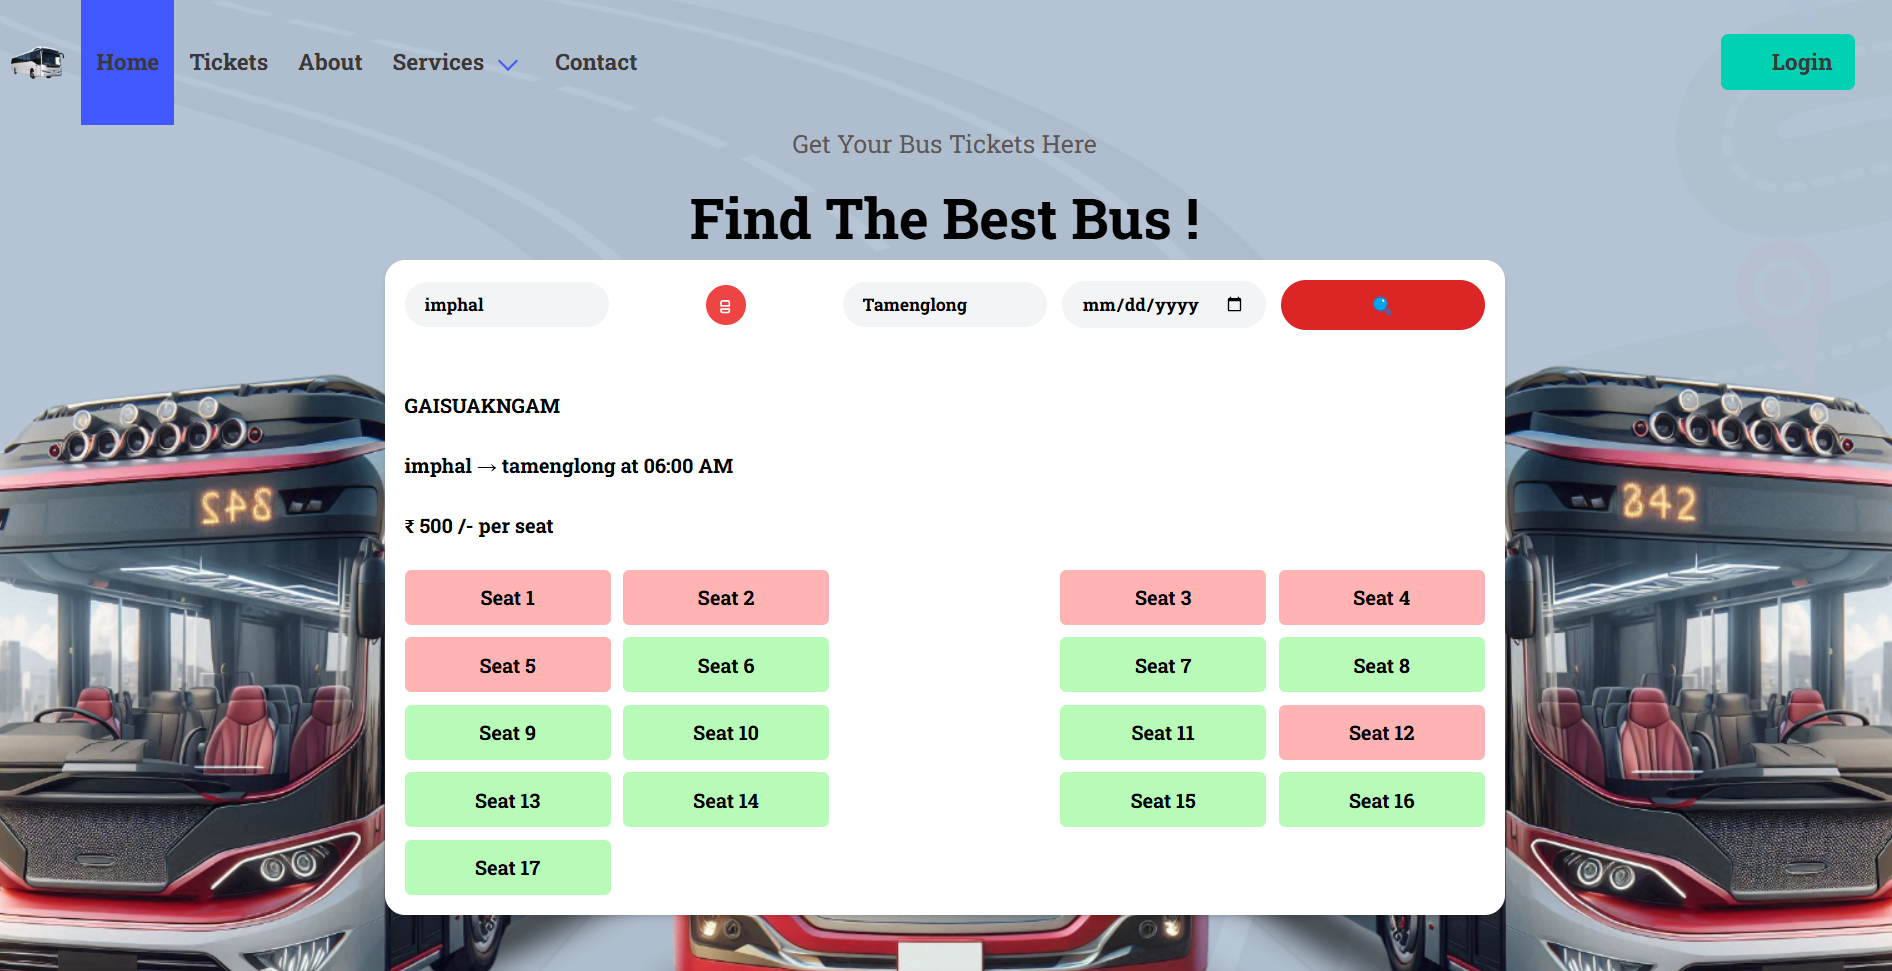 Home Tickets About Services Contact Login
Get Your Bus Tickets Here
Find The Best Bus !
imphal Tamenglong mm/dd/yyyy
GAISUAKNGAM
imphal → tamenglong at 06:00 AM
₹ 500 /- per seat
842 842
Seat 1 Seat 2 Seat 3 Seat 4
Seat 5 Seat 6 Seat 7 Seat 8
Seat 9 Seat 10 Seat 11 Seat 12
Seat 13 Seat 14 Seat 15 Seat 16
Seat 17